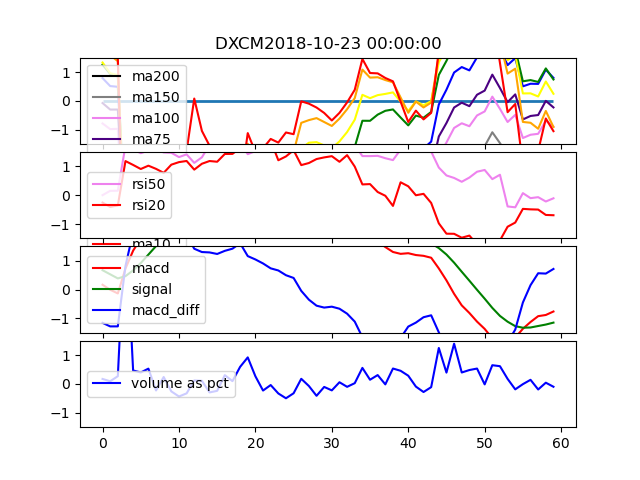 DXCM2018-10-23 00:00:00
1
0
−1
ma200
ma150
ma100
ma75
1
0
−1
rsi50
rsi20
ma10
1
0
−1
macd
signal
macd_diff
1
0
−1
volume as pct
0 10 20 30 40 50 60